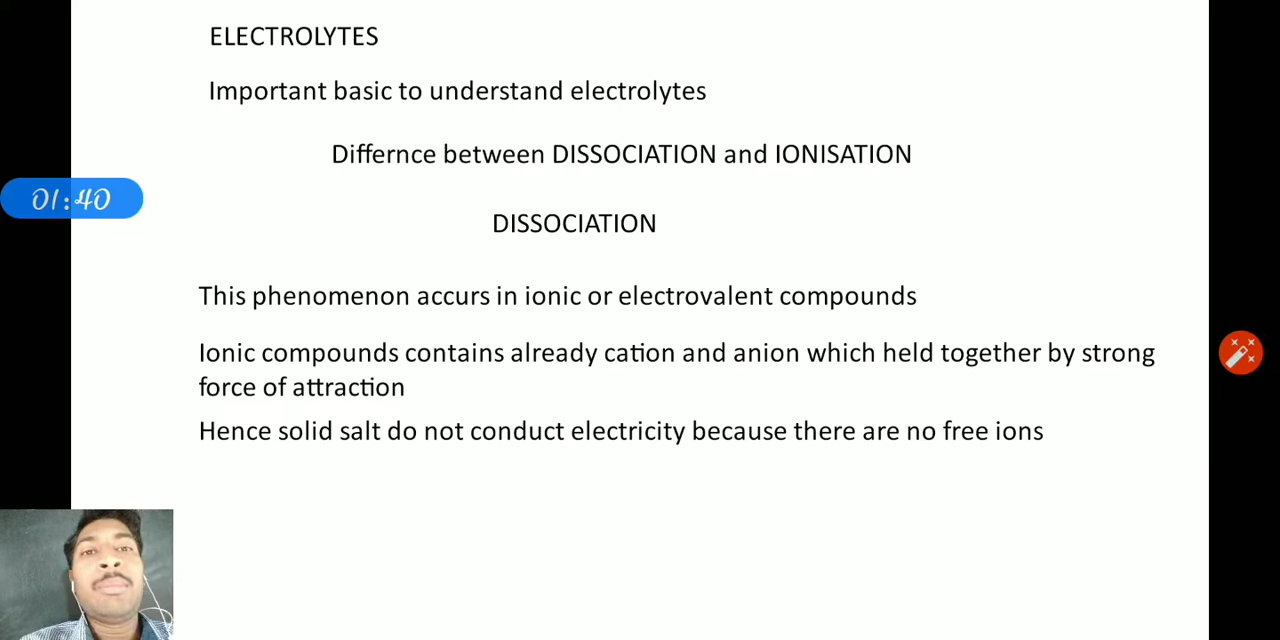 ELECTROLYTES
Important basic to understand electrolytes
Differnce between DISSOCIATION and IONISATION
01:40
DISSOCIATION
This phenomenon accurs in ionic or electrovalent compounds
Ionic compounds contains already cation and anion which held together by strong
force of attraction
Hence solid salt do not conduct electricity because there are no free ions